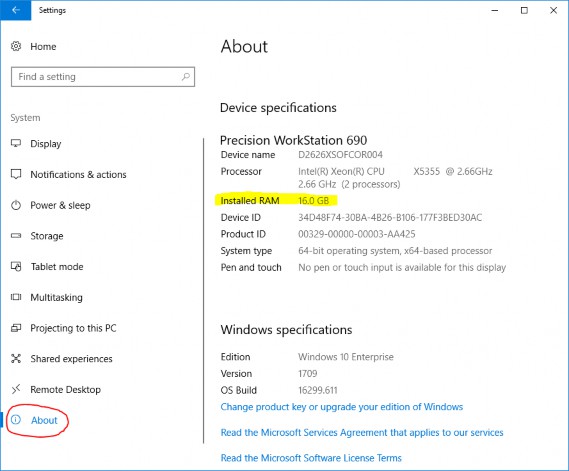 Settings
Home
Find a setting
System
Display
Notifications & actions
Power & sleep
Storage
Tablet mode
Multitasking
Projecting to this PC
Shared experiences
Remote Desktop
About
About
Device specifications
Precision WorkStation 690
Device name D2626XSOFCOR004
Processor Intel(R) Xeon(R) CPU X5355 @ 2.66GHz
2.66 GHz (2 processors)
Installed RAM 16.0 GB
Device ID 34D48F74-30BA-4B26-B106-177F3BED30AC
Product ID 00329-00000-00003-AA425
System type 64-bit operating system, x64-based processor
Pen and touch No pen or touch input is available for this display
Windows specifications
Edition Windows 10 Enterprise
Version 1709
OS Build 16299.611
Change product key or upgrade your edition of Windows
Read the Microsoft Services Agreement that applies to our services
Read the Microsoft Software License Terms